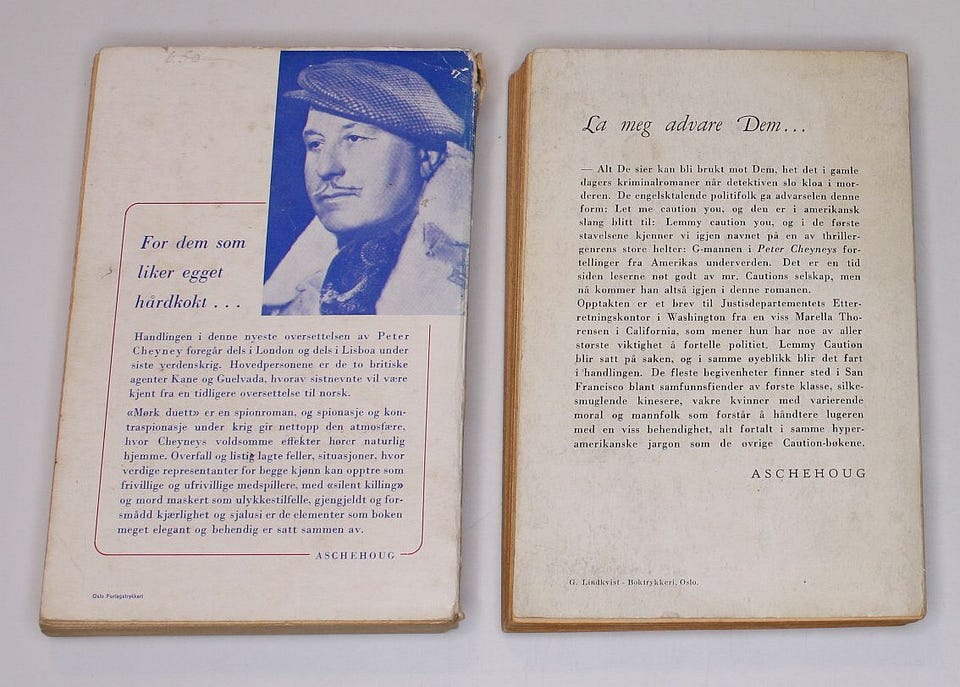 6.50
For dem som
liker egget
hårdkokt . . .
Handlingen i denne nyeste oversettelsen av Peter
Cheyney foregår dels i London og dels i Lisboa under
siste verdenskrig. Hovedpersonene er de to britiske
agenter Kane og Guelvada, hvorav sistnevnte vil være
kjent fra en tidligere oversettelse til norsk.
«Mørk duett» er en spionroman, og spionasje og kon-
traspionasje under krig gir nettopp den atmosfære,
hvor Cheyneys voldsomme effekter hører naturlig
hjemme. Overfall og listig lagte feller, situasjoner, hvor
verdige representanter for begge kjønn kan opptre som
frivillige og ufrivillige medspillere, med «silent killing»
og mord maskert som ulykkestilfelle, gjengjeldt og for-
smådd kjærlighet og sjalusi er de elementer som boken
meget elegant og behendig er satt sammen av.
ASCHEHOUG
Oslo Forlagstrykkeri
La meg advare Dem...
— Alt De sier kan bli brukt mot Dem, het det i gamle
dagers kriminalromaner når detektiven slo kloa i mor-
deren. De engelsktalende politifolk ga advarselen denne
form: Let me caution you, og den er i amerikansk
slang blitt til: Lemmy caution you, og i de første
stavelsene kjenner vi igjen navnet på en av thriller-
genrens store helter: G-mannen i Peter Cheyneys for-
tellinger fra Amerikas underverden. Det er en tid
siden leserne nøt godt av mr. Cautions selskap, men
nå kommer han altså igjen i denne romanen.
Opptakten er et brev til Justisdepartementets Etter-
retningskontor i Washington fra en viss Marella Tho-
rensen i California, som mener hun har noe av aller
største viktighet å fortelle politiet. Lemmy Caution
blir satt på saken, og i samme øyeblikk blir det fart
i handlingen. De fleste begivenheter finner sted i San
Francisco blant samfunnsfiender av første klasse, silke-
smuglende kinesere, vakre kvinner med varierende
moral og mannfolk som forstår å håndtere lugeren
med en viss behendighet, alt fortalt i samme hyper-
amerikanske jargon som de øvrige Caution-bøkene.
ASCHEHOUG
G. Lindkvist - Boktrykkeri, Oslo.